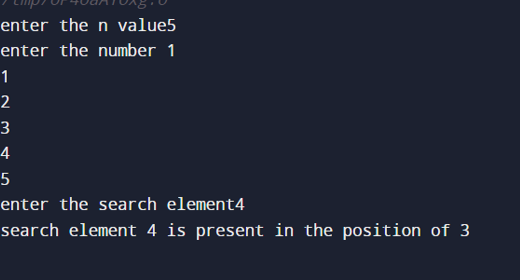 enter the n value5
enter the number 1
1
2
3
4
5
enter the search element4
search element 4 is present in the position of 3